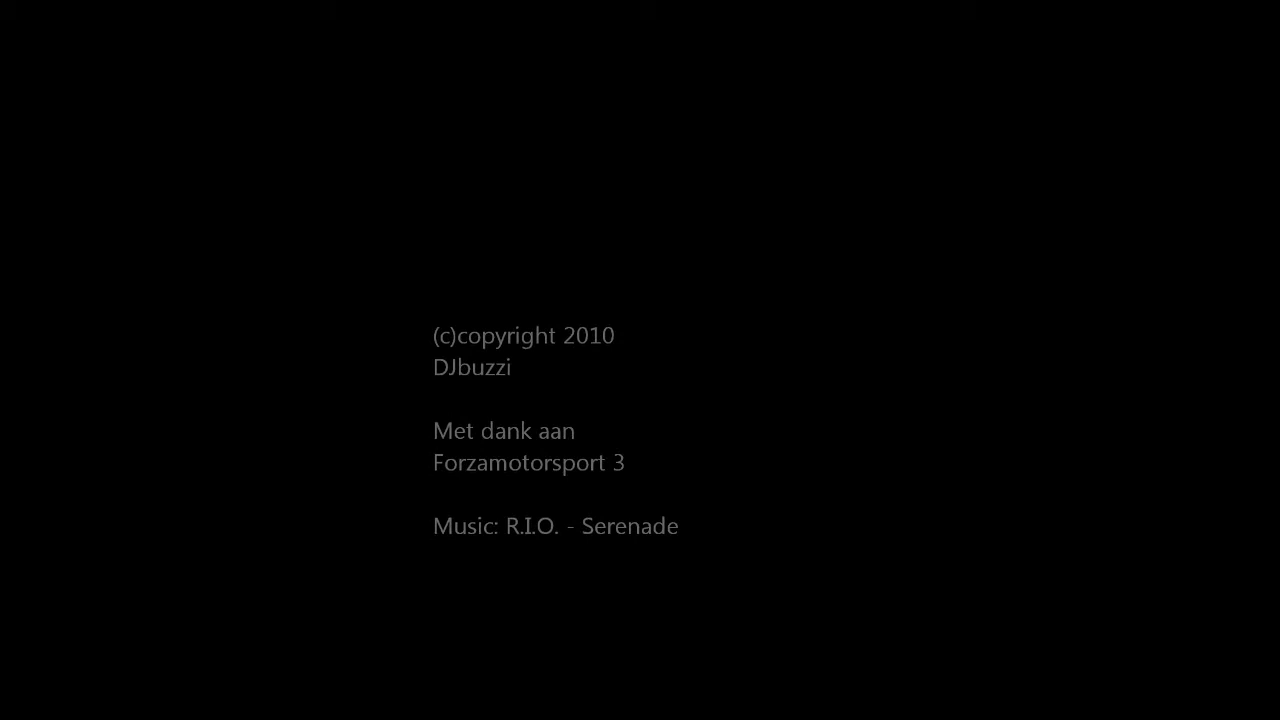 (c)copyright 2010
DJbuzzi
Met dank aan
Forzamotorsport 3
Music: R.I.O. - Serenade